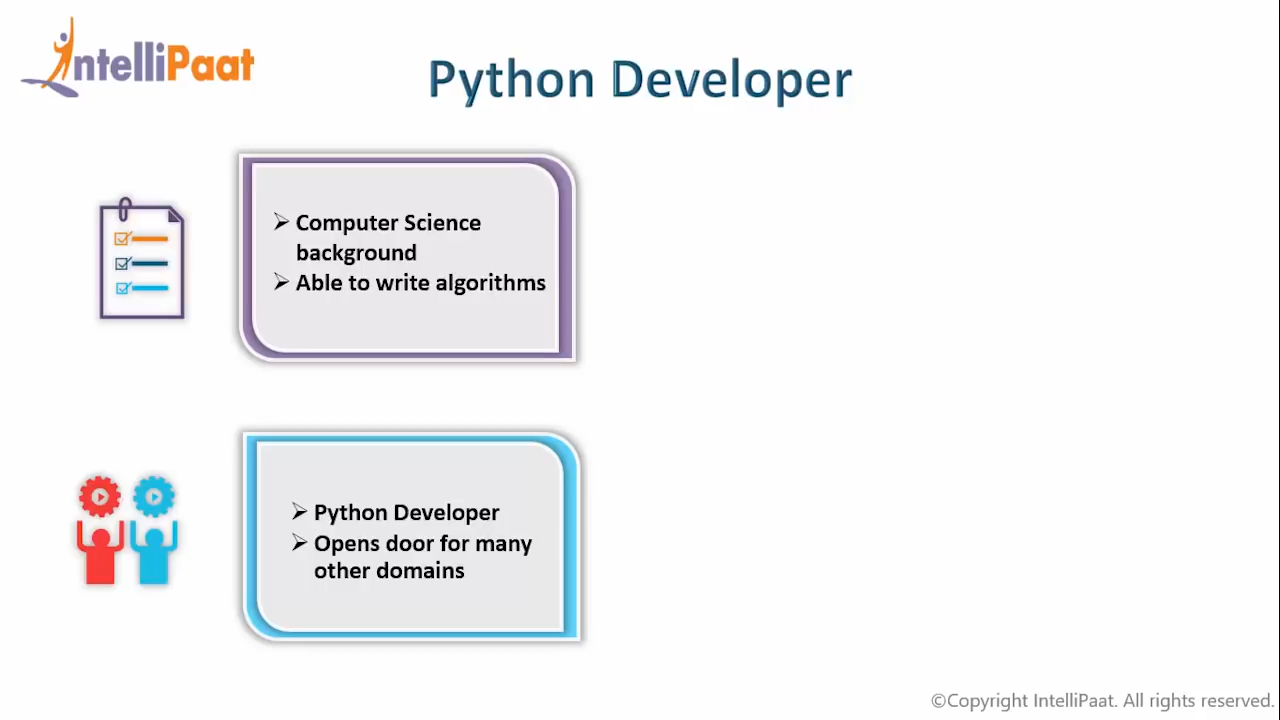 IntelliPaat
Python Developer
➢ Computer Science
background
➢ Able to write algorithms
➢ Python Developer
➢ Opens door for many
other domains
©Copyright IntelliPaat. All rights reserved.